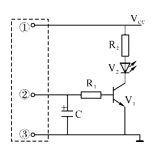 ① V_CC
R_2
V_2
② R_1
+ C V_1
③